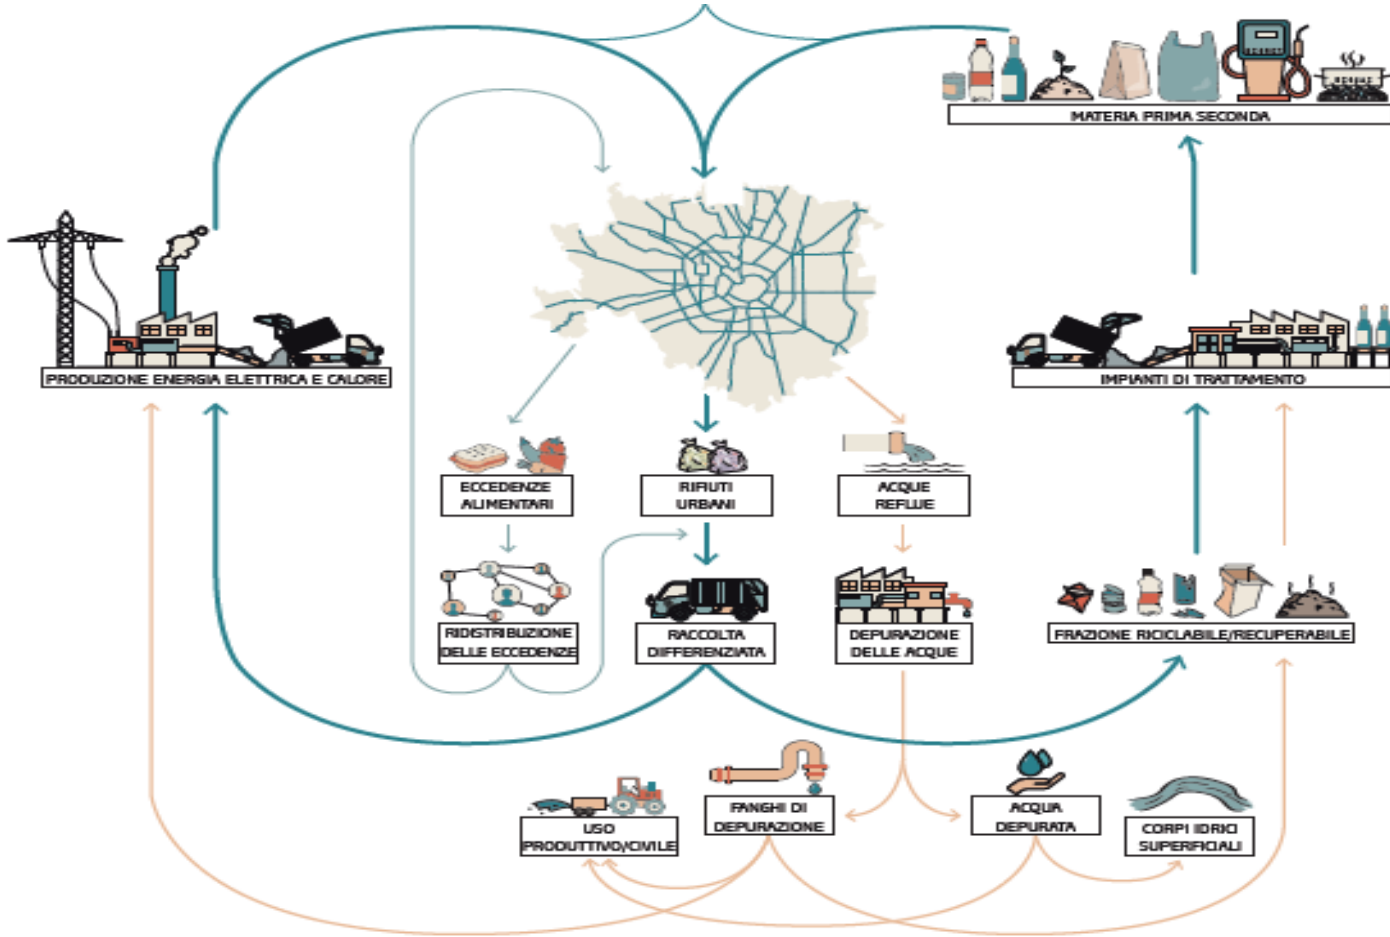 MATERIA PRIMA SECONDA
PRODUZIONE ENERGIA ELETTRICA E CALORE
IMPIANTI DI TRATTAMENTO
ECCEDENZE
ALIMENTARI
RIFIUTI
URBANI
ACQUE
REFLUE
RIDISTRIBUZIONE
DELLE ECCEDENZE
RACCOLTA
DIFFERENZIATA
DEPURAZIONE
DELLE ACQUE
FRAZIONE RICICLABILE/RECUPERABILE
USO
PRODUTTIVO/CIVILE
FANGHI DI
DEPURAZIONE
ACQUA
DEPURATA
CORPI IDRICI
SUPERFICIALI